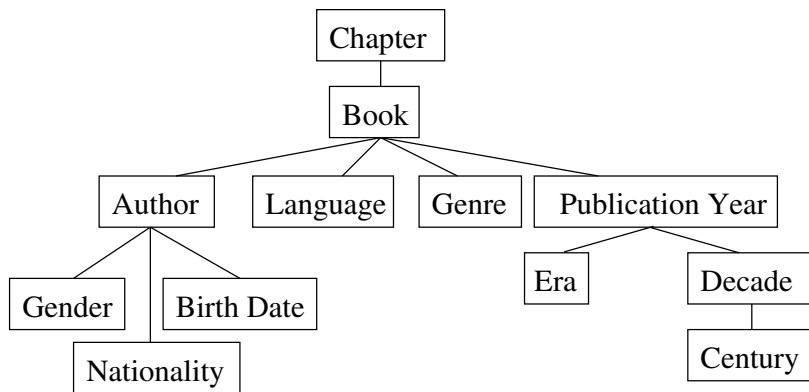 Chapter
Book
Author
Language
Genre
Publication Year
Era
Decade
Gender
Birth Date
Nationality
Century